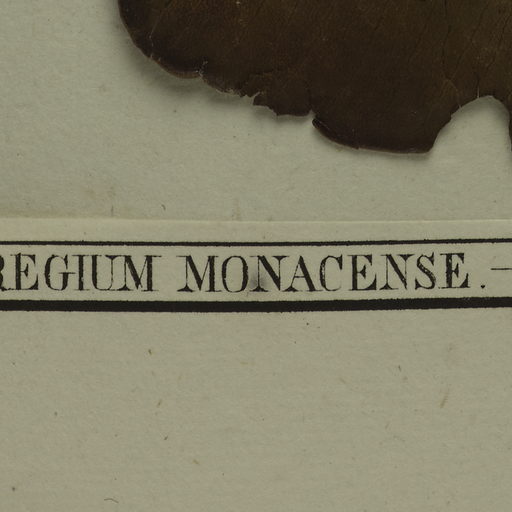 REGIUM MONACENSE. —